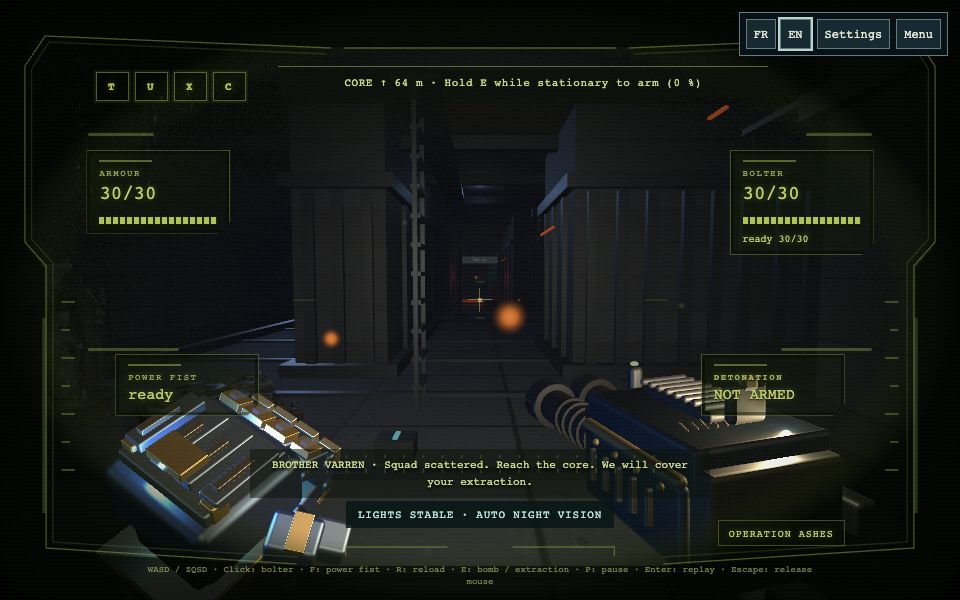 FR EN Settings Menu
T U X C
CORE ↑ 64 m · Hold E while stationary to arm (0 %)
ARMOUR
30/30
BOLTER
30/30
ready 30/30
POWER FIST
ready
DETONATION
NOT ARMED
BROTHER VARREN · Squad scattered. Reach the core. We will cover
your extraction.
LIGHTS STABLE · AUTO NIGHT VISION
OPERATION ASHES
WASD / ZQSD · Click: bolter · F: power fist · R: reload · E: bomb / extraction · P: pause · Enter: replay · Escape: release
mouse